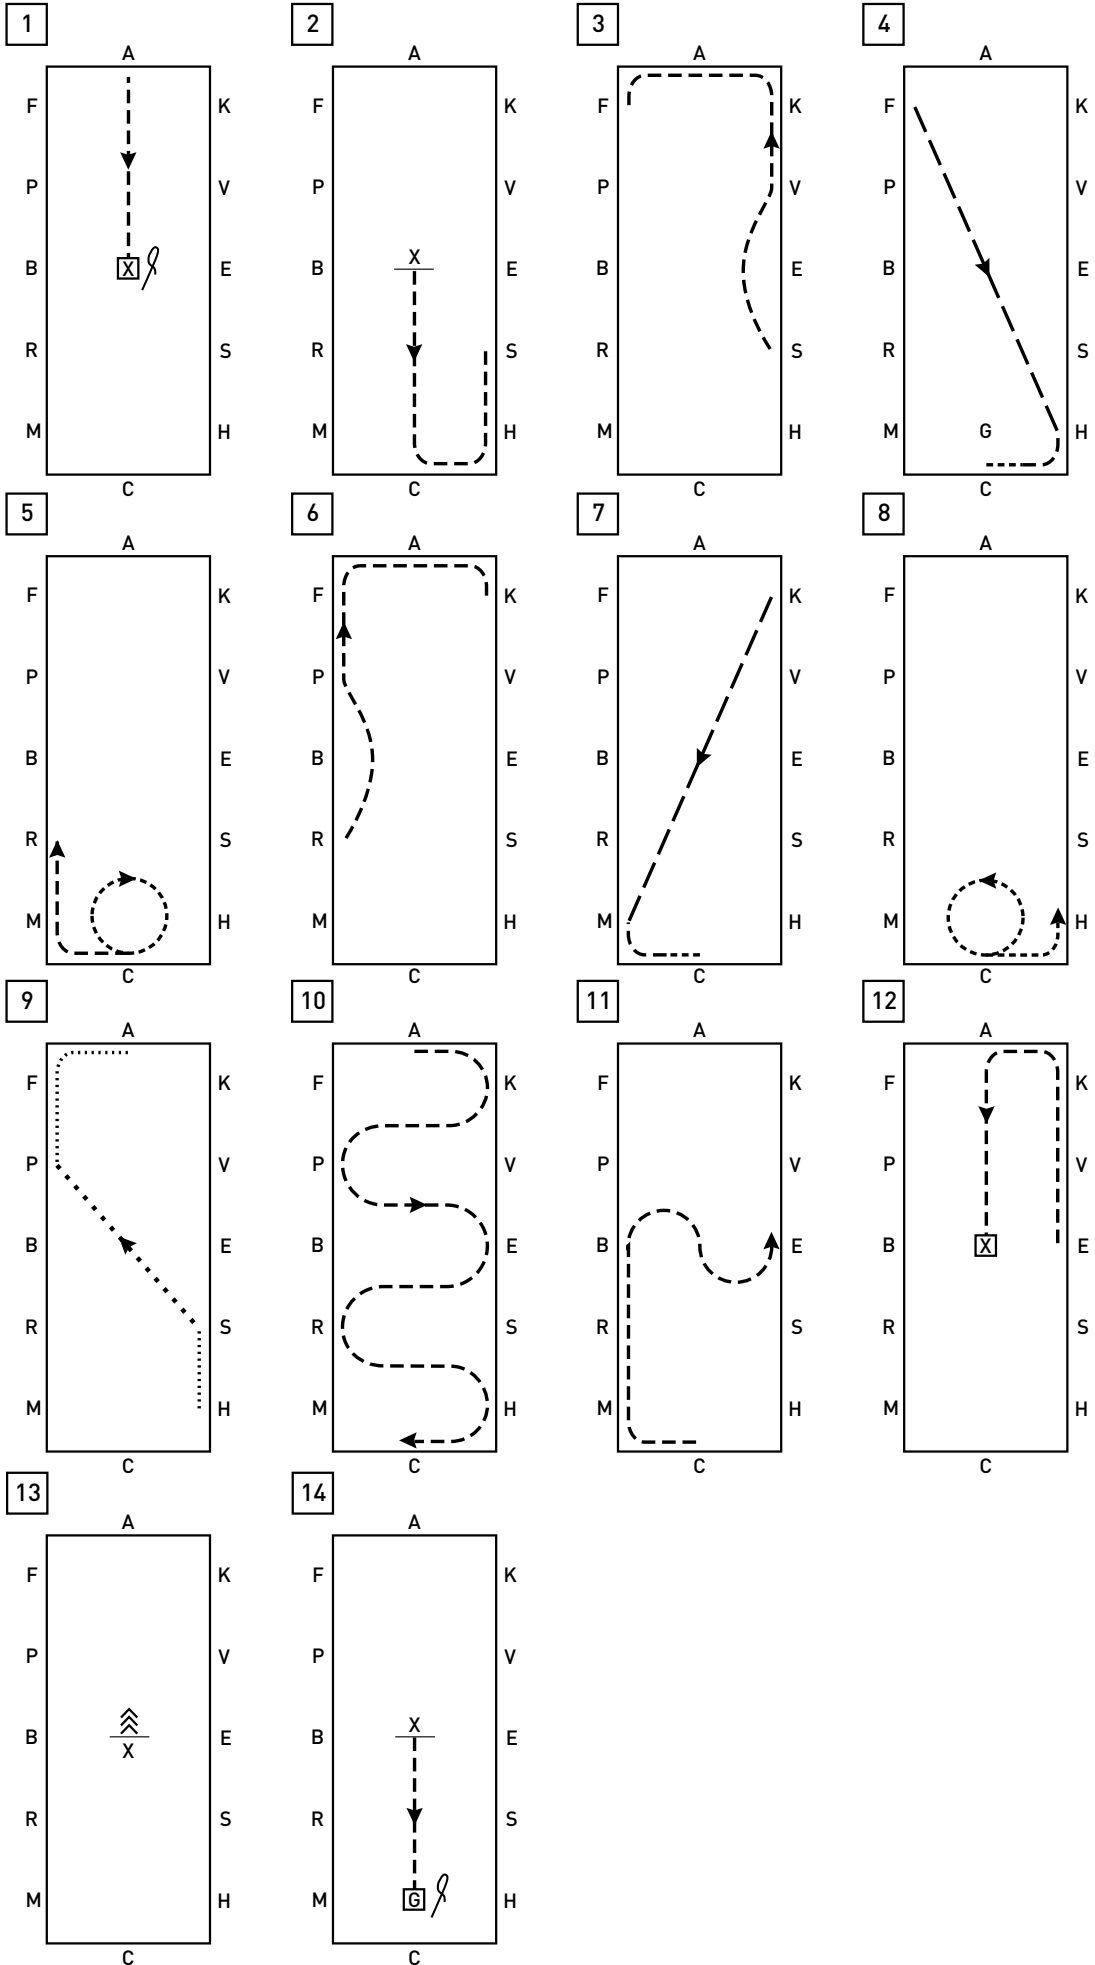 1 2 3 4
A A A A
F K F K F K F K
P V P V P V P V
X
B X E B E B E B E
R S R S R S R S
M H M H M H M G H
C C C C
5 6 7 8
A A A A
F K F K F K F K
P V P V P V P V
B E B E B E B E
R S R S R S R S
M H M H M H M H
C C C C
9 10 11 12
A A A A
F K F K F K F K
P V P V P V P V
B E B E B E B X E
R S R S R S R S
M H M H M H M H
C C C C
13 14
A A
F K F K
P V P V
X
B E B E
X
R S R S
M H M G H
C C